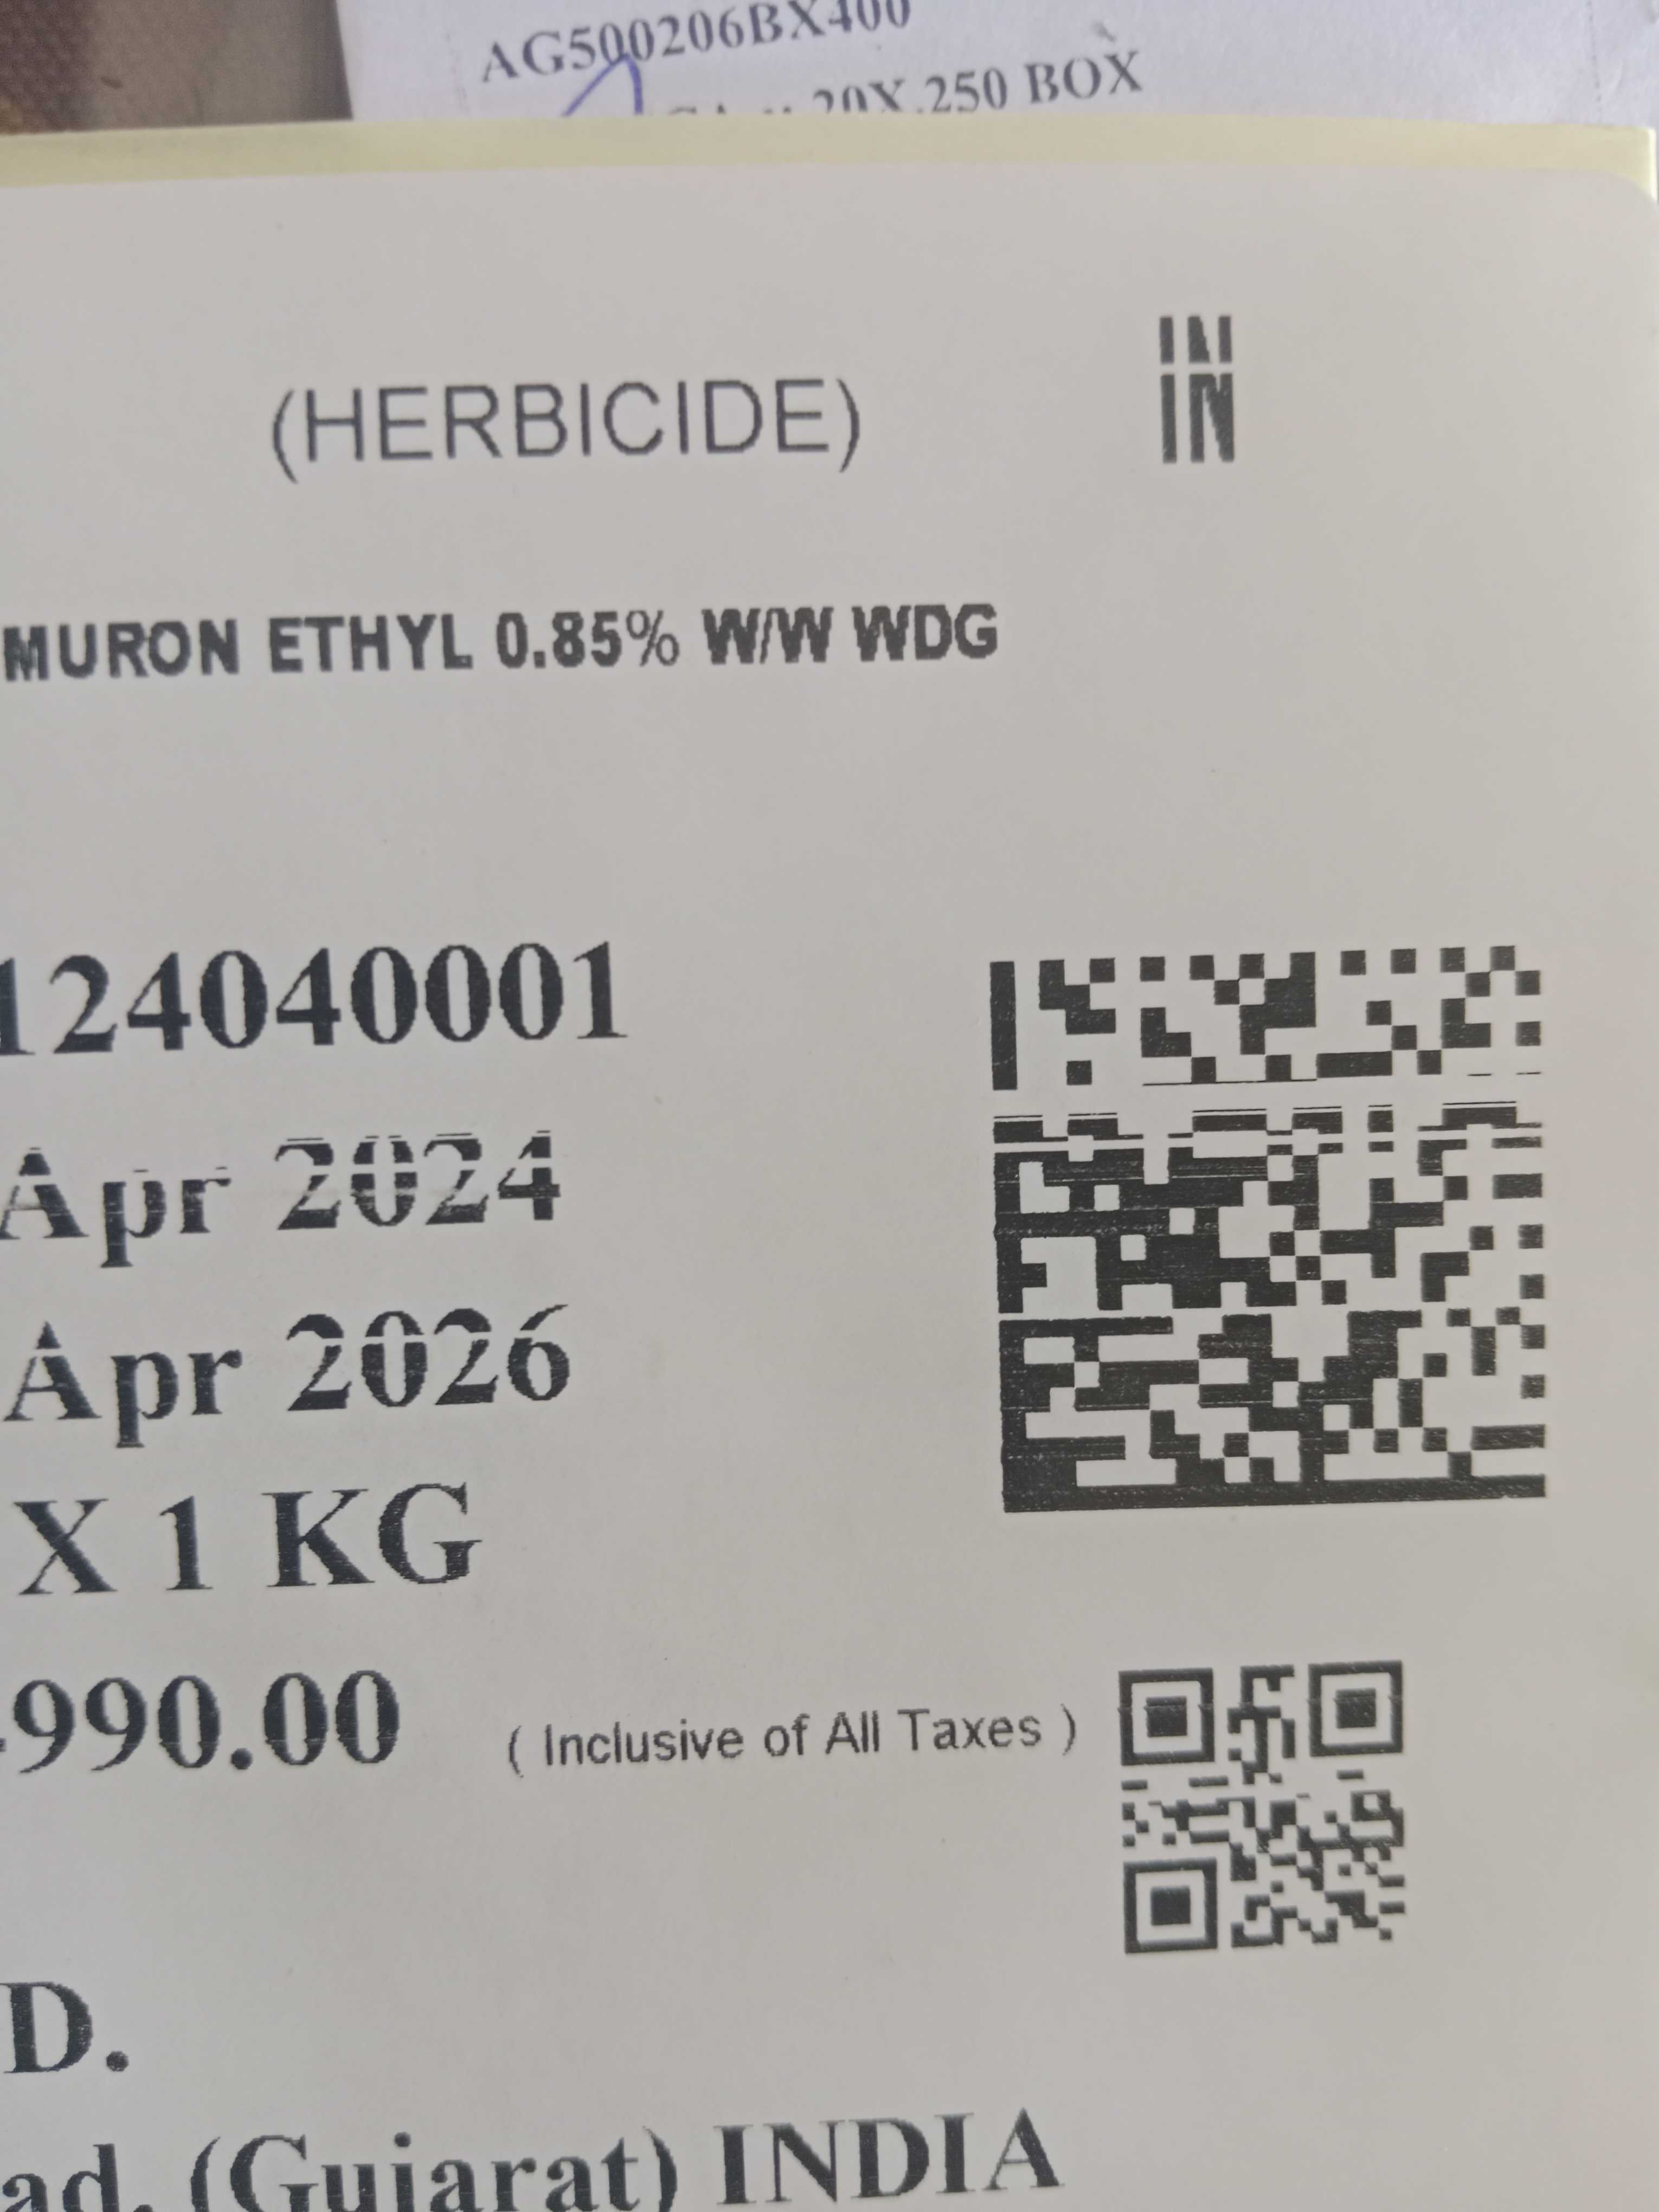 AG500206BX400
20X.250 BOX
(HERBICIDE)
IN
IN
MURON ETHYL 0.85% W/W WDG
124040001
Apr 2024
Apr 2026
X 1 KG
990.00 ( Inclusive of All Taxes )
D.
ad. (Gujarat) INDIA